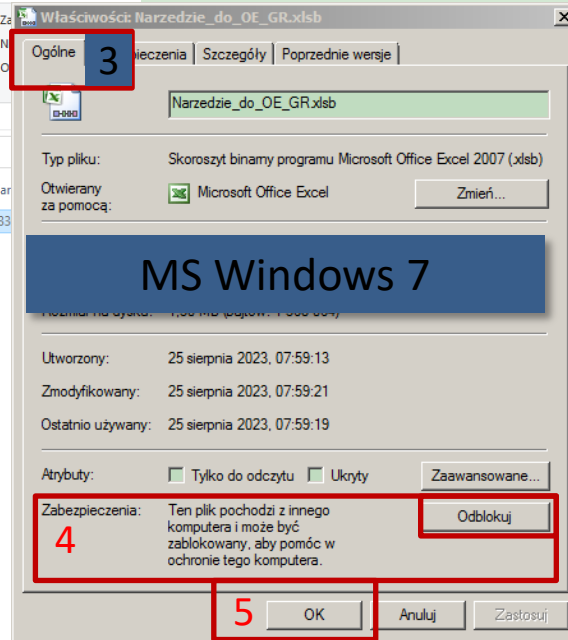 Za
Właściwości: Narzedzie_do_OE_GR.xlsb
Ogólne 3 ieczenia Szczegóły Poprzednie wersje
Narzedzie_do_OE_GR.xlsb
Typ pliku: Skoroszyt binarny programu Microsoft Office Excel 2007 (.xlsb)
Otwierany
za pomocą:
Microsoft Office Excel
Zmień...
MS Windows 7
Utworzony: 25 sierpnia 2023, 07:59:13
Zmodyfikowany: 25 sierpnia 2023, 07:59:21
Ostatnio używany: 25 sierpnia 2023, 07:59:19
Atrybuty: Tylko do odczytu Ukryty Zaawansowane...
Zabezpieczenia:
4
Ten plik pochodzi z innego
komputera i może być
zablokowany, aby pomóc w
ochronie tego komputera.
Odblokuj
5 OK Anuluj Zastosuj